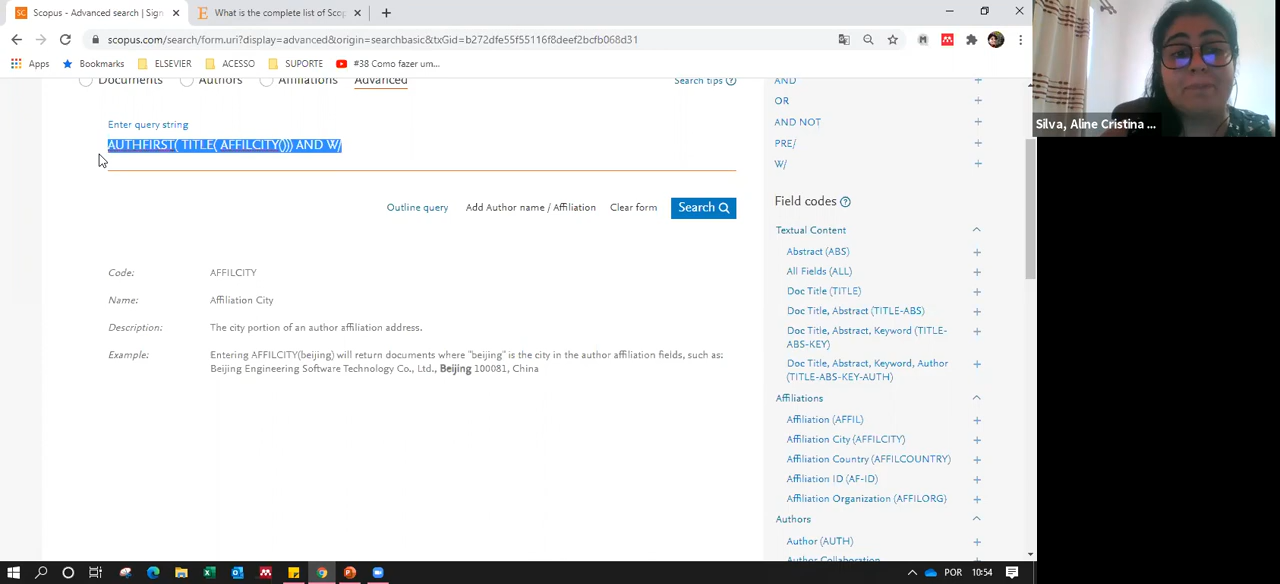 Scopus - Advanced search | Sign
What is the complete list of Scop
scopus.com/search/form.uri?display=advanced&origin=searchbasic&txGid=b272dfe55f55116f8deef2bcfb068d31
Apps
Bookmarks
ELSEVIER
ACESSO
SUPORTE
#38 Como fazer um...
Documents
Authors
Affiliations
Advanced
Search tips
Enter query string
AUTHFIRST( TITLE( AFFILCITY())) AND W/
Outline query
Add Author name / Affiliation
Clear form
Search
Code: AFFILCITY
Name: Affiliation City
Description: The city portion of an author affiliation address.
Example: Entering AFFILCITY(beijing) will return documents where "beijing" is the city in the author affiliation fields, such as:
Beijing Engineering Software Technology Co., Ltd., Beijing 100081, China
AND
OR
AND NOT
PRE/
W/
Field codes
Textual Content
Abstract (ABS)
All Fields (ALL)
Doc Title (TITLE)
Doc Title, Abstract (TITLE-ABS)
Doc Title, Abstract, Keyword (TITLE-
ABS-KEY)
Doc Title, Abstract, Keyword, Author
(TITLE-ABS-KEY-AUTH)
Affiliations
Affiliation (AFFIL)
Affiliation City (AFFILCITY)
Affiliation Country (AFFILCOUNTRY)
Affiliation ID (AF-ID)
Affiliation Organization (AFFILORG)
Authors
Author (AUTH)
Author Collaboration
Silva, Aline Cristina ...
POR
10:54